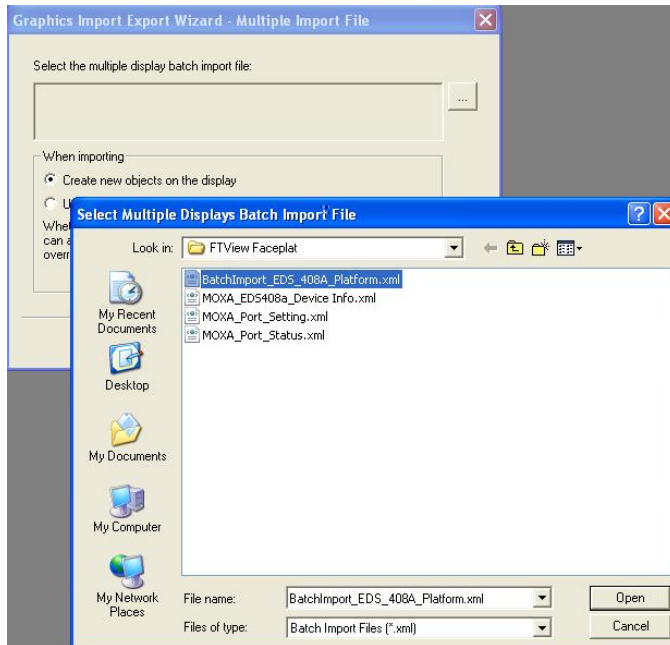 Graphics Import Export Wizard - Multiple Import File
Select the multiple display batch import file:
...
When importing
Create new objects on the display
Select Multiple Displays Batch Import File
Look in:
FTView Faceplat
BatchImport_EDS_408A_Platform.xml
MOXA_EDS408a_Device Info.xml
MOXA_Port_Setting.xml
MOXA_Port_Status.xml
My Recent
Documents
Desktop
My Documents
My Computer
My Network
Places
File name:
BatchImport_EDS_408A_Platform.xml
Open
Files of type:
Batch Import Files (*.xml)
Cancel